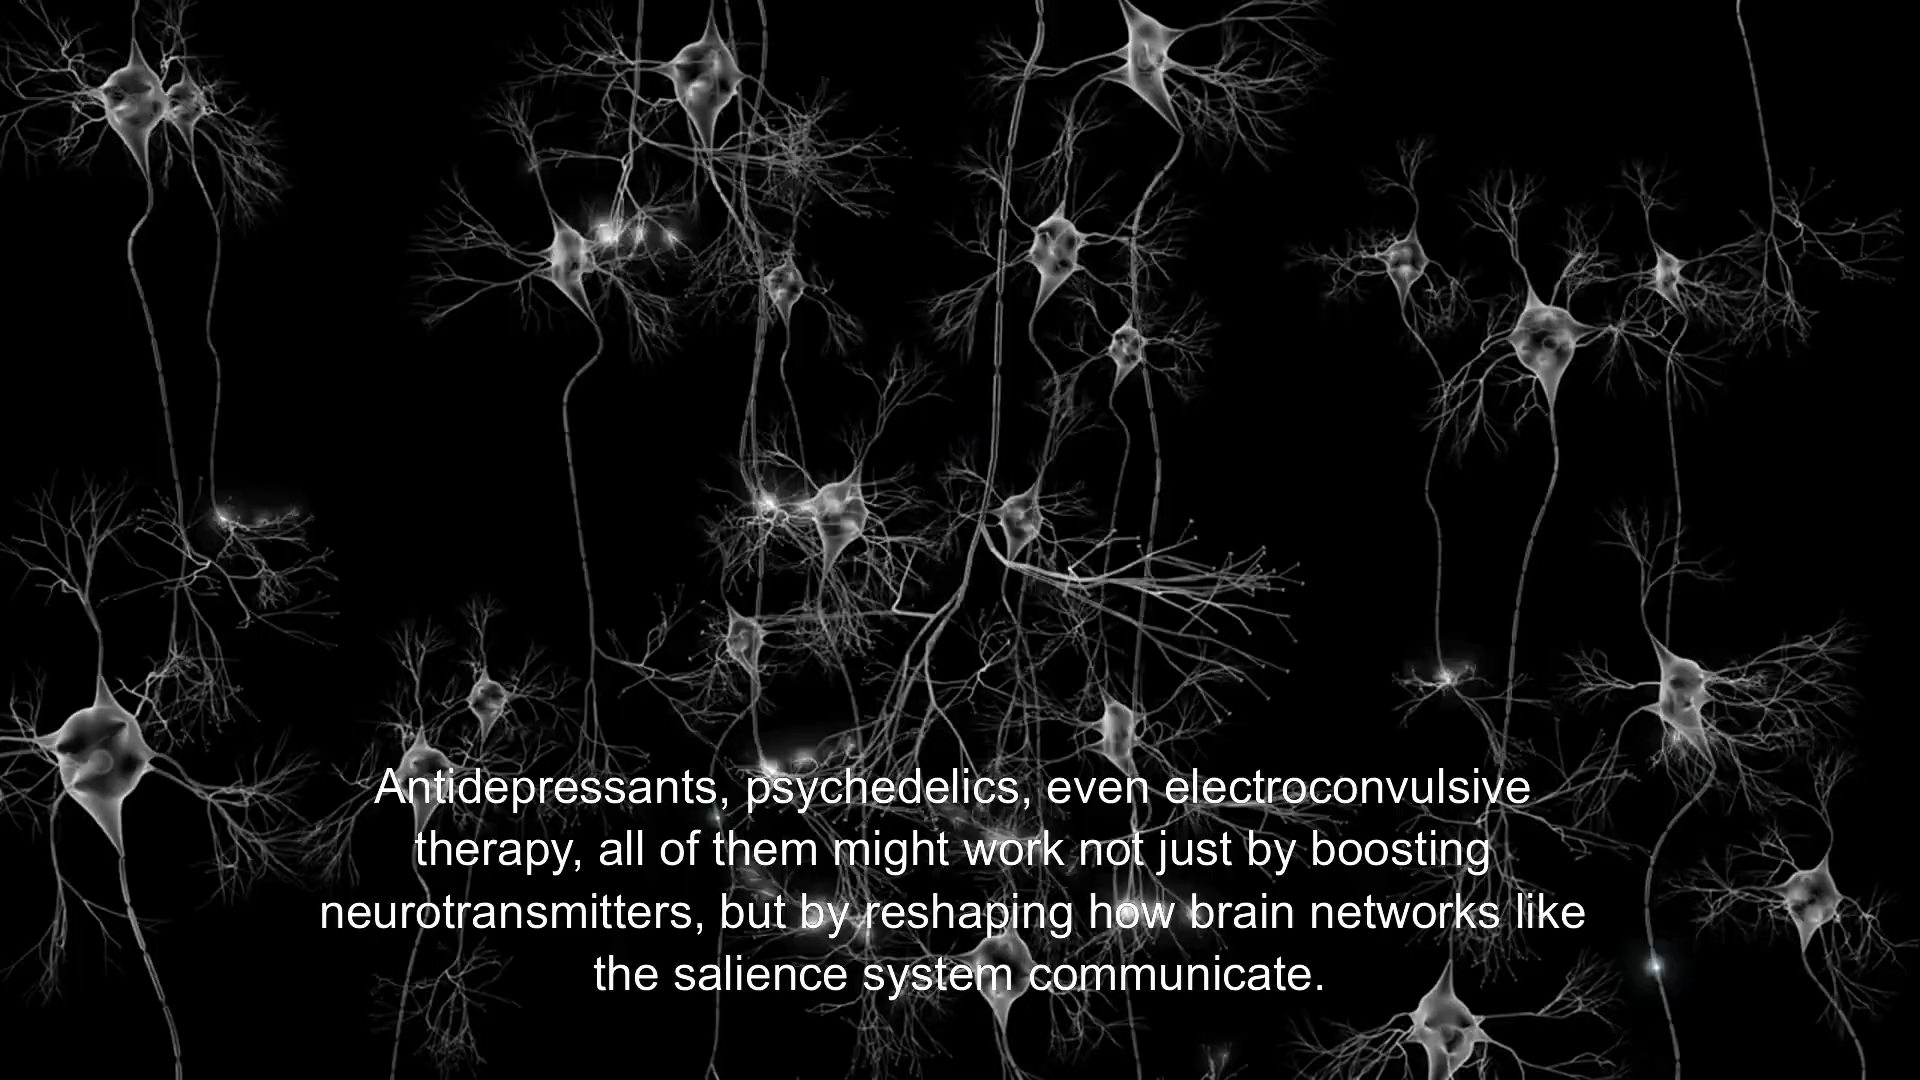 Antidepressants, psychedelics, even electroconvulsive
therapy, all of them might work not just by boosting
neurotransmitters, but by reshaping how brain networks like
the salience system communicate.